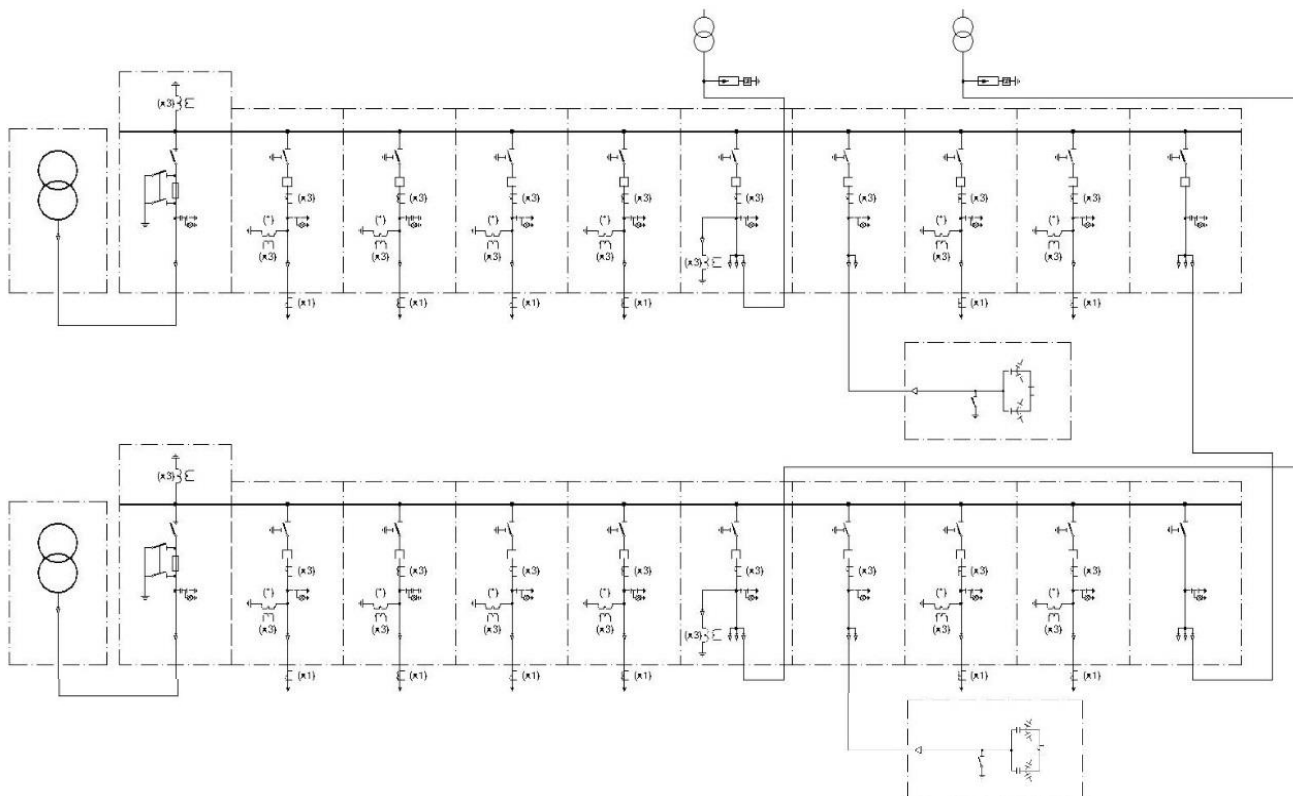 (x3)
(x3) (x3) (x3) (x3) (x3) (x3) (x3) (x3)
(*) (*) (*) (*) (*) (*)
(x3) (x3) (x3) (x3) (x3) (x3) (x3)
(x1) (x1) (x1) (x1) (x1) (x1)
(x3)
(x3) (x3) (x3) (x3) (x3) (x3) (x3) (x3)
(*) (*) (*) (*) (*) (*)
(x3) (x3) (x3) (x3) (x3) (x3) (x3)
(x1) (x1) (x1) (x1) (x1) (x1)